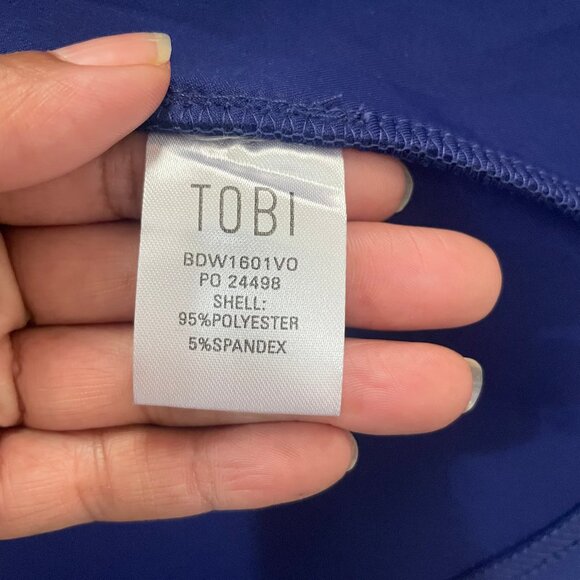 TOBI
BDW1601VO
PO 24498
SHELL:
95%POLYESTER
5%SPANDEX